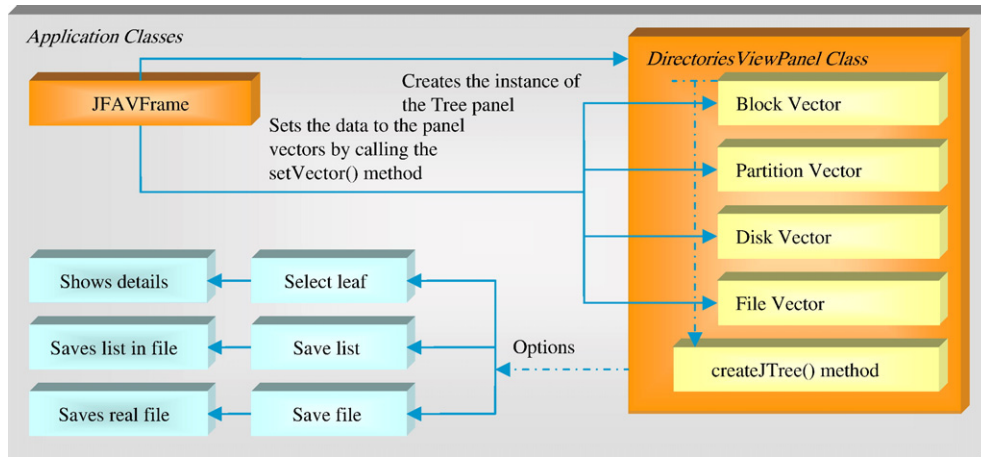 Application Classes
JFAVFrame
Creates the instance of
the Tree panel
Sets the data to the panel
vectors by calling the
setVector() method
DirectoriesViewPanel Class
Block Vector
Partition Vector
Disk Vector
File Vector
createJTree() method
Options
Shows details
Select leaf
Saves list in file
Save list
Saves real file
Save file